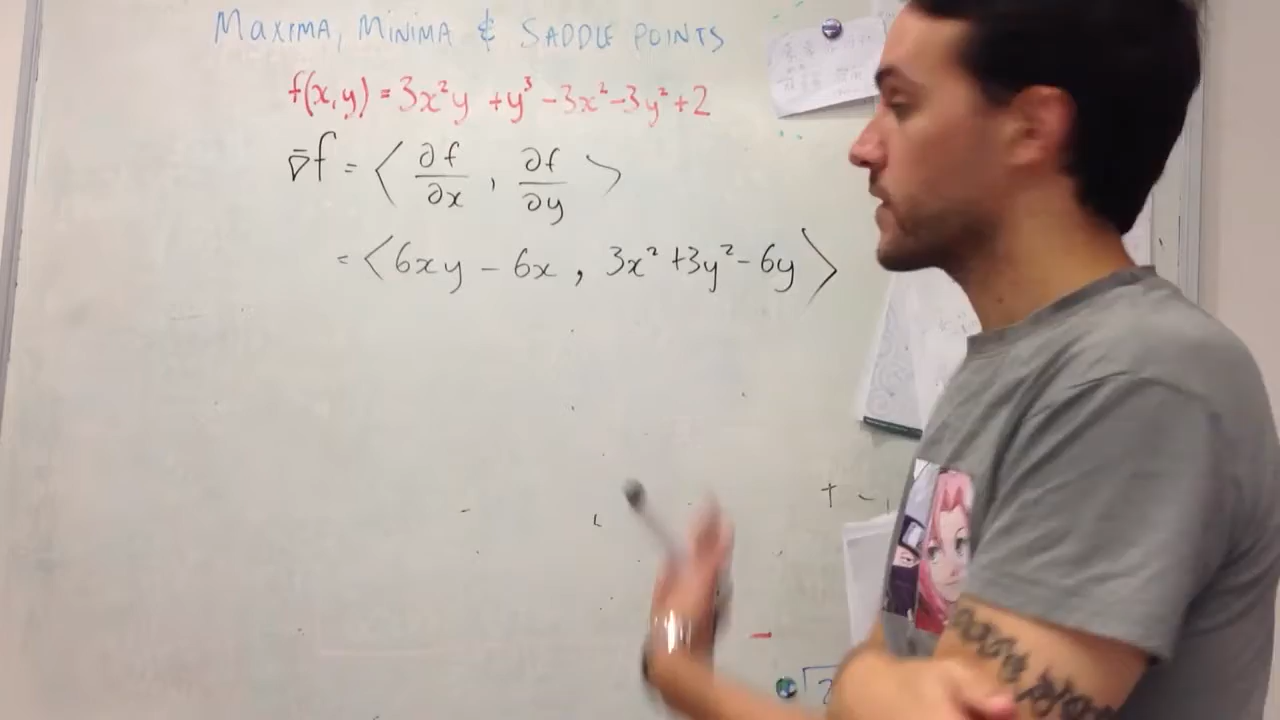 MAXIMA, MINIMA & SADDLE POINTS
f(x,y) = 3x²y + y³ - 3x² - 3y² + 2
∇̄f = ⟨ ∂f/∂x , ∂f/∂y ⟩
= ⟨ 6xy - 6x , 3x² + 3y² - 6y ⟩